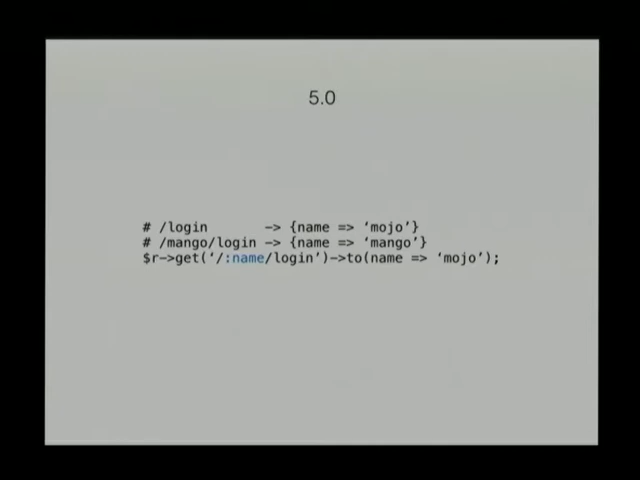 5.0
# /login       -> {name => ‘mojo’}
# /mango/login -> {name => ‘mango’}
$r->get(‘/:name/login’)->to(name => ‘mojo’);